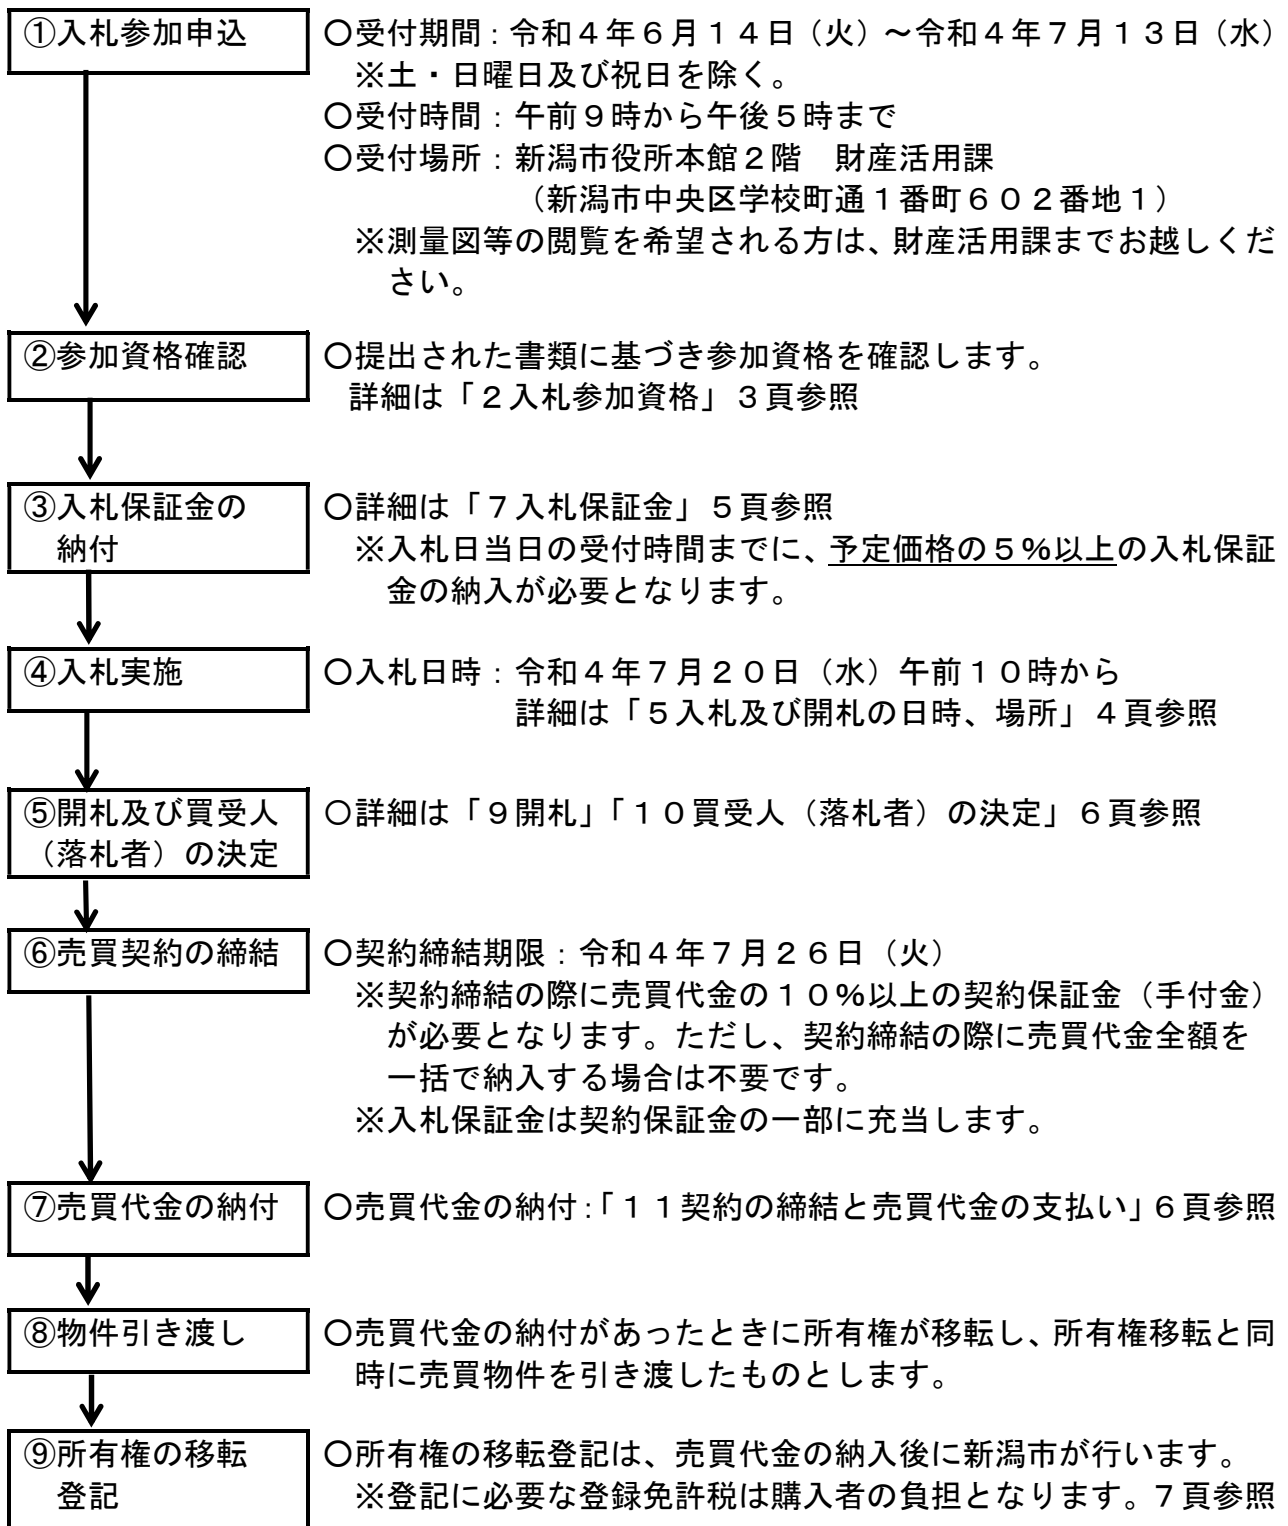 ①入札参加申込
〇受付期間：令和４年６月１４日（火）～令和４年７月１３日（水）
※土・日曜日及び祝日を除く。
〇受付時間：午前９時から午後５時まで
〇受付場所：新潟市役所本館２階　財産活用課
（新潟市中央区学校町通１番町６０２番地１）
※測量図等の閲覧を希望される方は、財産活用課までお越しくだ
さい。
②参加資格確認
〇提出された書類に基づき参加資格を確認します。
詳細は「２入札参加資格」３頁参照
③入札保証金の
納付
〇詳細は「７入札保証金」５頁参照
※入札日当日の受付時間までに、予定価格の５％以上の入札保証
金の納入が必要となります。
④入札実施
〇入札日時：令和４年７月２０日（水）午前１０時から
詳細は「５入札及び開札の日時、場所」４頁参照
⑤開札及び買受人
（落札者）の決定
〇詳細は「９開札」「１０買受人（落札者）の決定」６頁参照
⑥売買契約の締結
〇契約締結期限：令和４年７月２６日（火）
※契約締結の際に売買代金の１０％以上の契約保証金（手付金）
が必要となります。ただし、契約締結の際に売買代金全額を
一括で納入する場合は不要です。
※入札保証金は契約保証金の一部に充当します。
⑦売買代金の納付
〇売買代金の納付：「１１契約の締結と売買代金の支払い」６頁参照
⑧物件引き渡し
〇売買代金の納付があったときに所有権が移転し、所有権移転と同
時に売買物件を引き渡したものとします。
⑨所有権の移転
登記
〇所有権の移転登記は、売買代金の納入後に新潟市が行います。
※登記に必要な登録免許税は購入者の負担となります。７頁参照